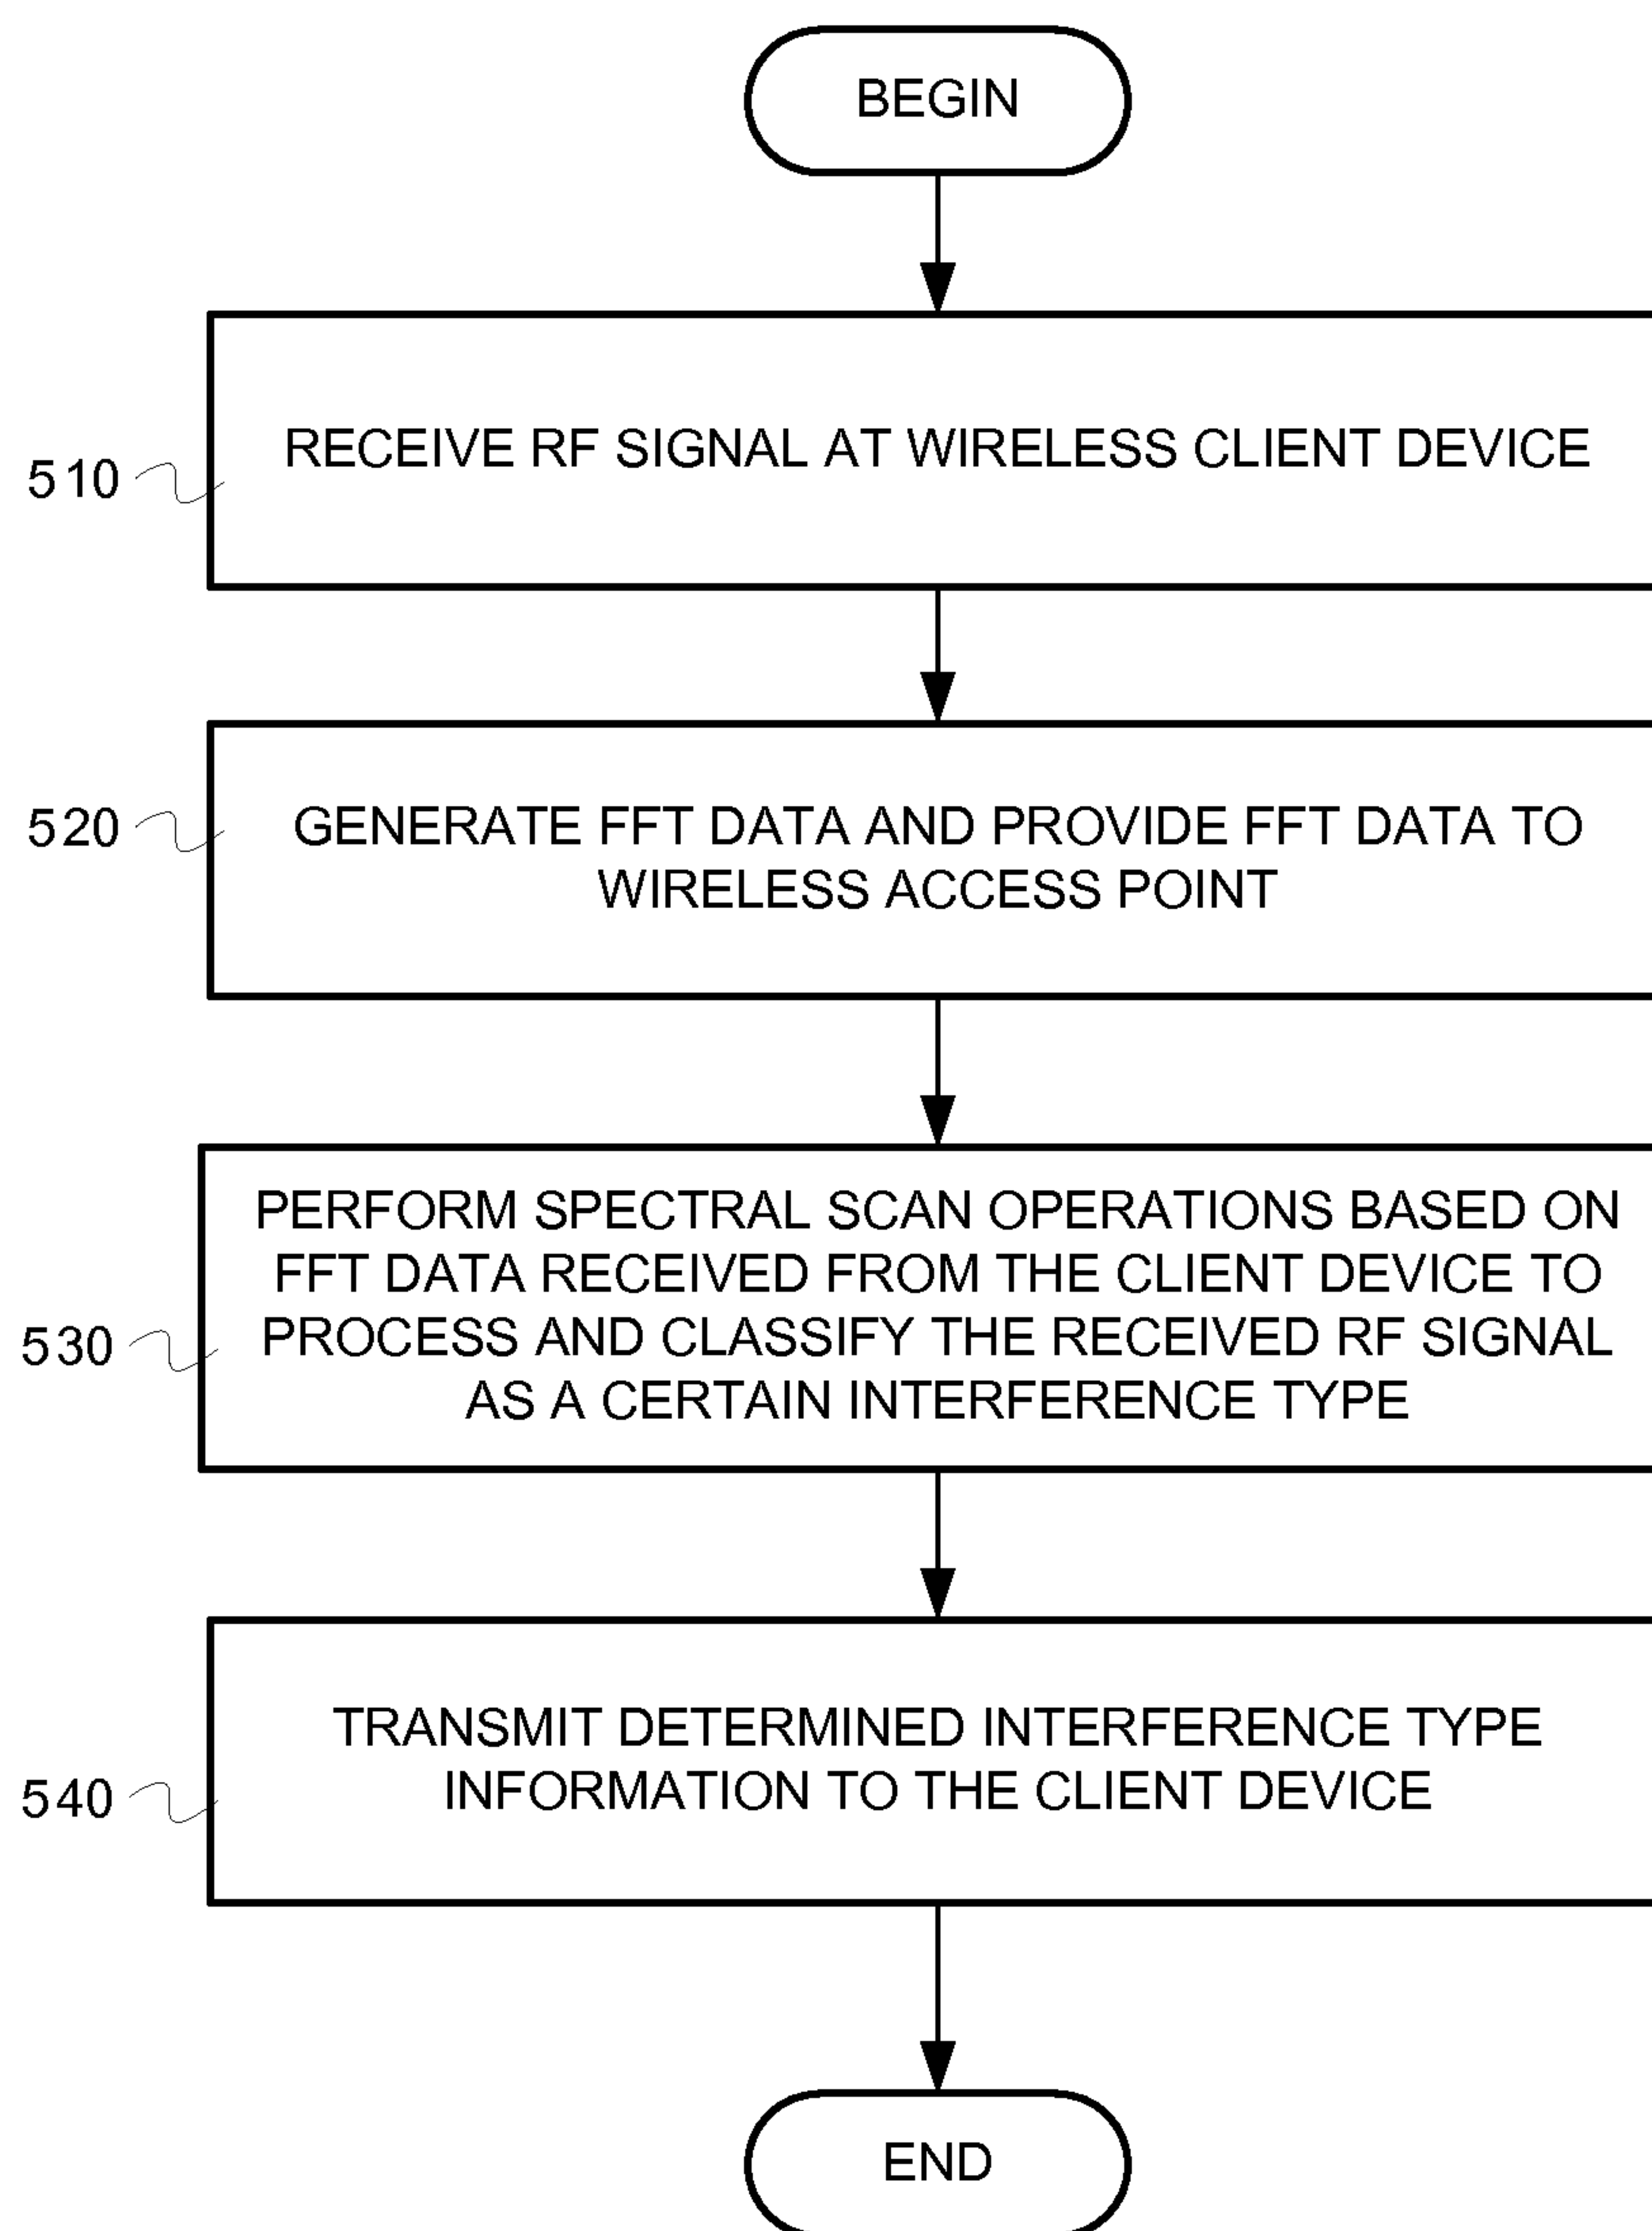 BEGIN
RECEIVE RF SIGNAL AT WIRELESS CLIENT DEVICE
510
GENERATE FFT DATA AND PROVIDE FFT DATA TO
WIRELESS ACCESS POINT
520
PERFORM SPECTRAL SCAN OPERATIONS BASED ON
FFT DATA RECEIVED FROM THE CLIENT DEVICE TO
PROCESS AND CLASSIFY THE RECEIVED RF SIGNAL
AS A CERTAIN INTERFERENCE TYPE
530
TRANSMIT DETERMINED INTERFERENCE TYPE
INFORMATION TO THE CLIENT DEVICE
540
END